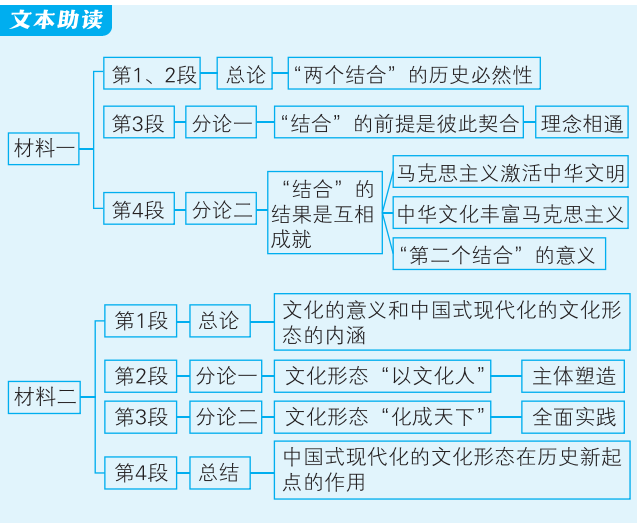 文本助读
材料一
第1、2段
总论
“两个结合”的历史必然性
第3段
分论一
“结合”的前提是彼此契合
理念相通
第4段
分论二
“结合”的
结果是互相
成就
马克思主义激活中华文明
中华文化丰富马克思主义
“第二个结合”的意义
材料二
第1段
总论
文化的意义和中国式现代化的文化形
态的内涵
第2段
分论一
文化形态“以文化人”
主体塑造
第3段
分论二
文化形态“化成天下”
全面实践
第4段
总结
中国式现代化的文化形态在历史新起
点的作用